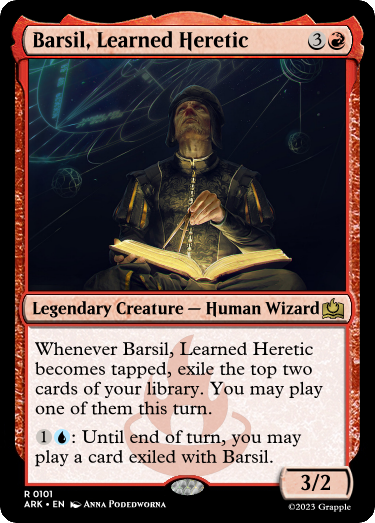 Barsil, Learned Heretic 3
Legendary Creature — Human Wizard
Whenever Barsil, Learned Heretic
becomes tapped, exile the top two
cards of your library. You may play
one of them this turn.
1 : Until end of turn, you may
play a card exiled with Barsil.
3/2
R 0101
ARK • EN Anna Podedworna
©2023 Grapple